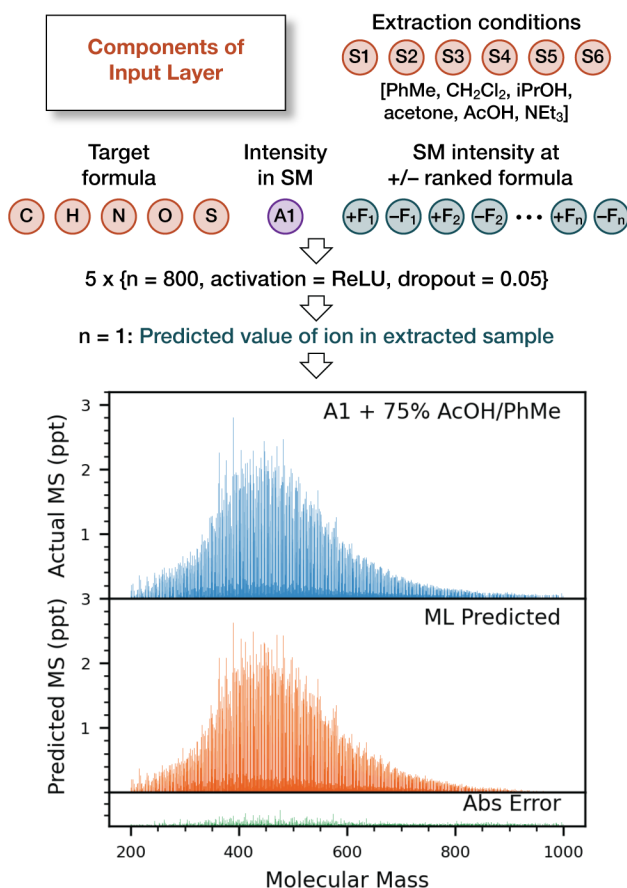 Components of
Input Layer
Extraction conditions
S1 S2 S3 S4 S5 S6
[PhMe, CH₂Cl₂, iPrOH,
acetone, AcOH, NEt₃]
Target
formula
Intensity
in SM
SM intensity at
+/− ranked formula
C H N O S
A1
+F₁ −F₁ +F₂ −F₂ ••• +Fₙ −Fₙ
5 x {n = 800, activation = ReLU, dropout = 0.05}
n = 1: Predicted value of ion in extracted sample
A1 + 75% AcOH/PhMe
Actual MS (ppt)
3
2
1
ML Predicted
Predicted MS (ppt)
3
2
1
Abs Error
200 400 600 800 1000
Molecular Mass